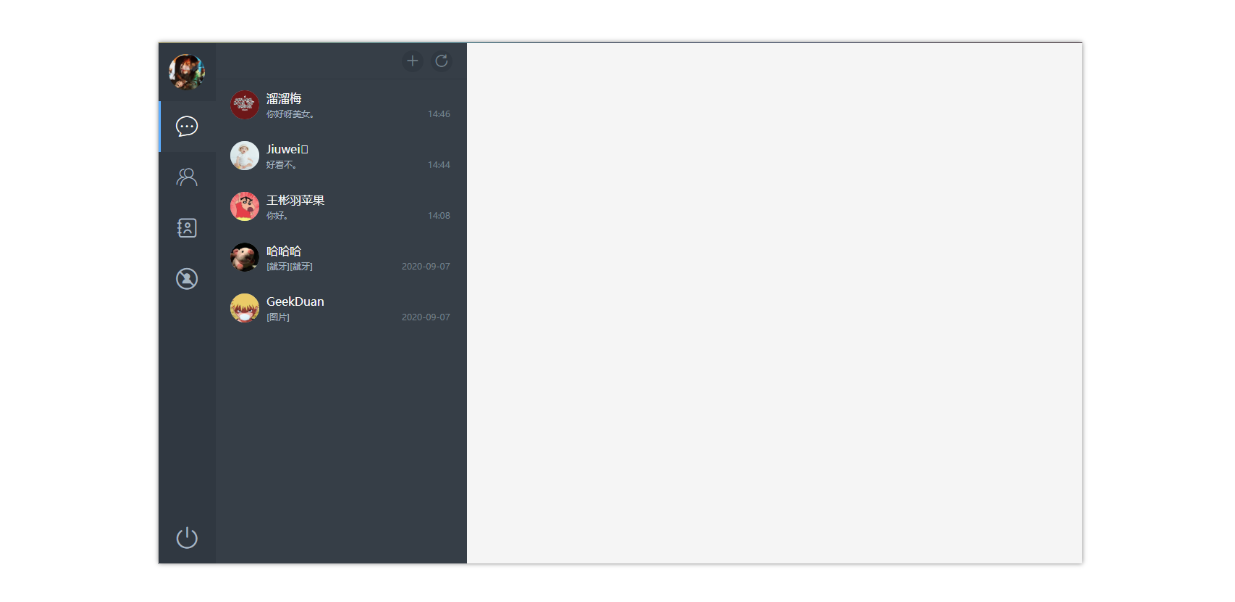 溜溜梅
你好呀美女。
14:46
Jiuwei
好看不。
14:44
王彬羽苹果
你好。
14:08
哈哈哈
[龇牙][龇牙]
2020-09-07
GeekDuan
[图片]
2020-09-07